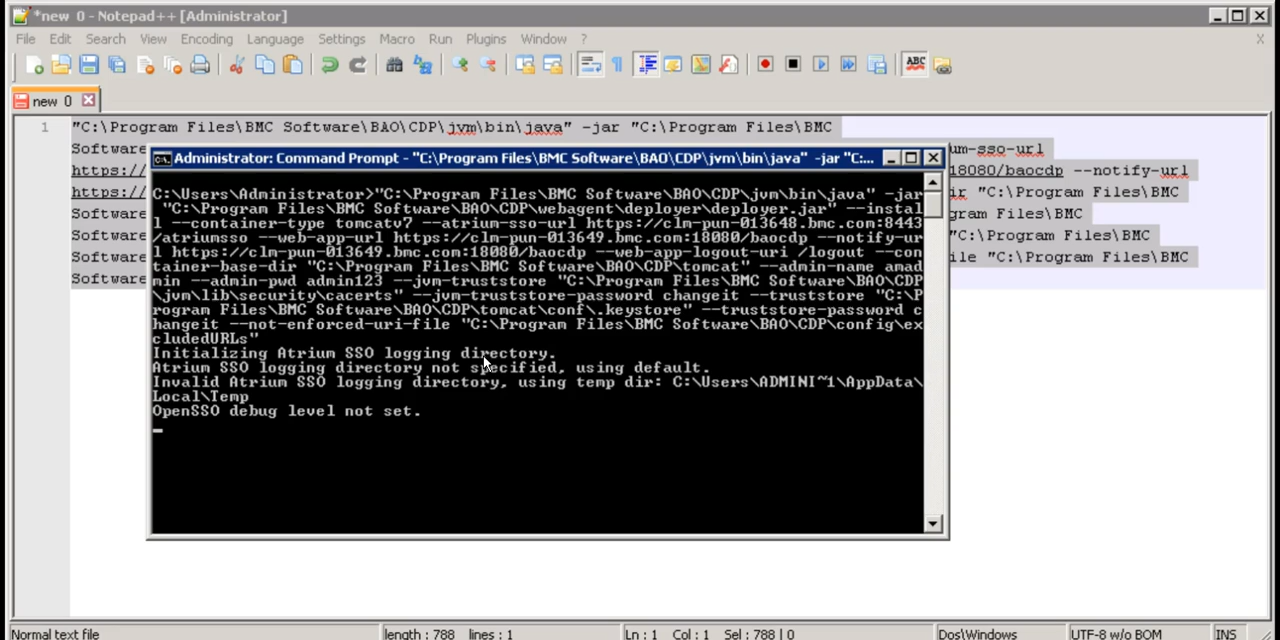 *new  0 - Notepad++ [Administrator]
File Edit Search View Encoding Language Settings Macro Run Plugins Window ? X
ABC
new  0
1 "C:\Program Files\BMC Software\BAO\CDP\jvm\bin\java" -jar "C:\Program Files\BMC
Software um-sso-url
https:// 18080/baocdp --notify-url
https:// ir "C:\Program Files\BMC
Software gram Files\BMC
Software "C:\Program Files\BMC
Software ile "C:\Program Files\BMC
Software
Administrator: Command Prompt - "C:\Program Files\BMC Software\BAO\CDP\jvm\bin\java"  -jar "C:...
C:\Users\Administrator>"C:\Program Files\BMC Software\BAO\CDP\jvm\bin\java" -jar
 "C:\Program Files\BMC Software\BAO\CDP\webagent\deployer\deployer.jar" --instal
l --container-type tomcatv7 --atrium-sso-url https://clm-pun-013648.bmc.com:8443
/atriumsso --web-app-url https://clm-pun-013649.bmc.com:18080/baocdp --notify-ur
l https://clm-pun-013649.bmc.com:18080/baocdp --web-app-logout-uri /logout --con
tainer-base-dir "C:\Program Files\BMC Software\BAO\CDP\tomcat" --admin-name amad
min --admin-pwd admin123 --jvm-truststore "C:\Program Files\BMC Software\BAO\CDP
\jvm\lib\security\cacerts" --jvm-truststore-password changeit --truststore "C:\P
rogram Files\BMC Software\BAO\CDP\tomcat\conf\.keystore" --truststore-password c
hangeit --not-enforced-uri-file "C:\Program Files\BMC Software\BAO\CDP\config\ex
cludedURLs"
Initializing Atrium SSO logging directory.
Atrium SSO logging directory not specified, using default.
Invalid Atrium SSO logging directory, using temp dir: C:\Users\ADMINI~1\AppData\
Local\Temp
OpenSSO debug level not set.
Normal text file length : 788 lines : 1 Ln : 1 Col : 1 Sel : 788 | 0 Dos\Windows UTF-8 w/o BOM INS